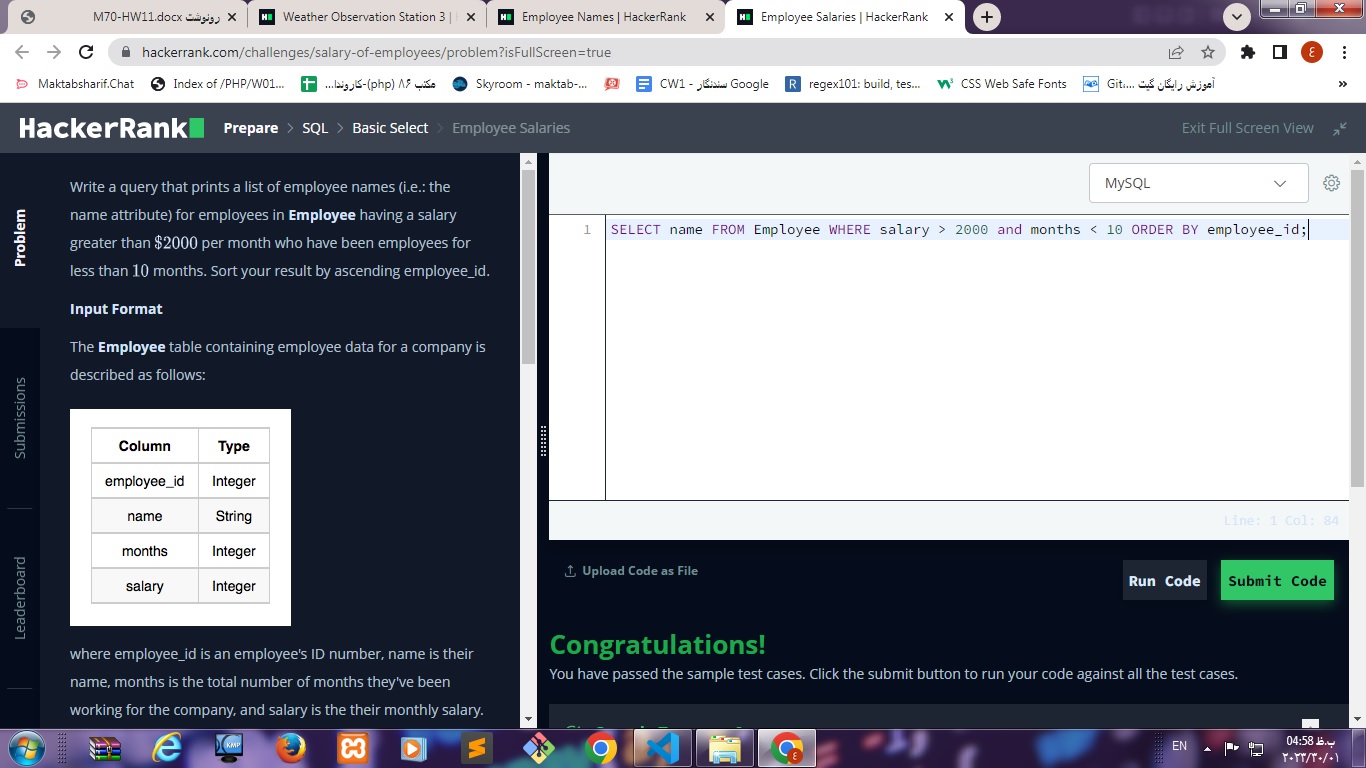 M70-HW11.docx رونوشت
Weather Observation Station 3 |
Employee Names | HackerRank
Employee Salaries | HackerRank
hackerrank.com/challenges/salary-of-employees/problem?isFullScreen=true
ع
Maktabsharif.Chat
Index of /PHP/W01...
مکتب ۸۶ (php)-کاروندا...
Skyroom - maktab-...
CW1 - سندنگار Google
regex101: build, tes...
CSS Web Safe Fonts
آموزش رایگان گیت ...Git
»
HackerRank
Prepare > SQL > Basic Select > Employee Salaries
Exit Full Screen View
Problem
Submissions
Leaderboard
Write a query that prints a list of employee names (i.e.: the
name attribute) for employees in Employee having a salary
greater than $2000 per month who have been employees for
less than 10 months. Sort your result by ascending employee_id.
Input Format
The Employee table containing employee data for a company is
described as follows:
Column Type
employee_id Integer
name String
months Integer
salary Integer
where employee_id is an employee's ID number, name is their
name, months is the total number of months they've been
working for the company, and salary is the their monthly salary.
MySQL
1 SELECT name FROM Employee WHERE salary > 2000 and months < 10 ORDER BY employee_id;
Line: 1 Col: 84
Upload Code as File
Run Code
Submit Code
Congratulations!
You have passed the sample test cases. Click the submit button to run your code against all the test cases.
KMP
EN
04:58 ب.ظ